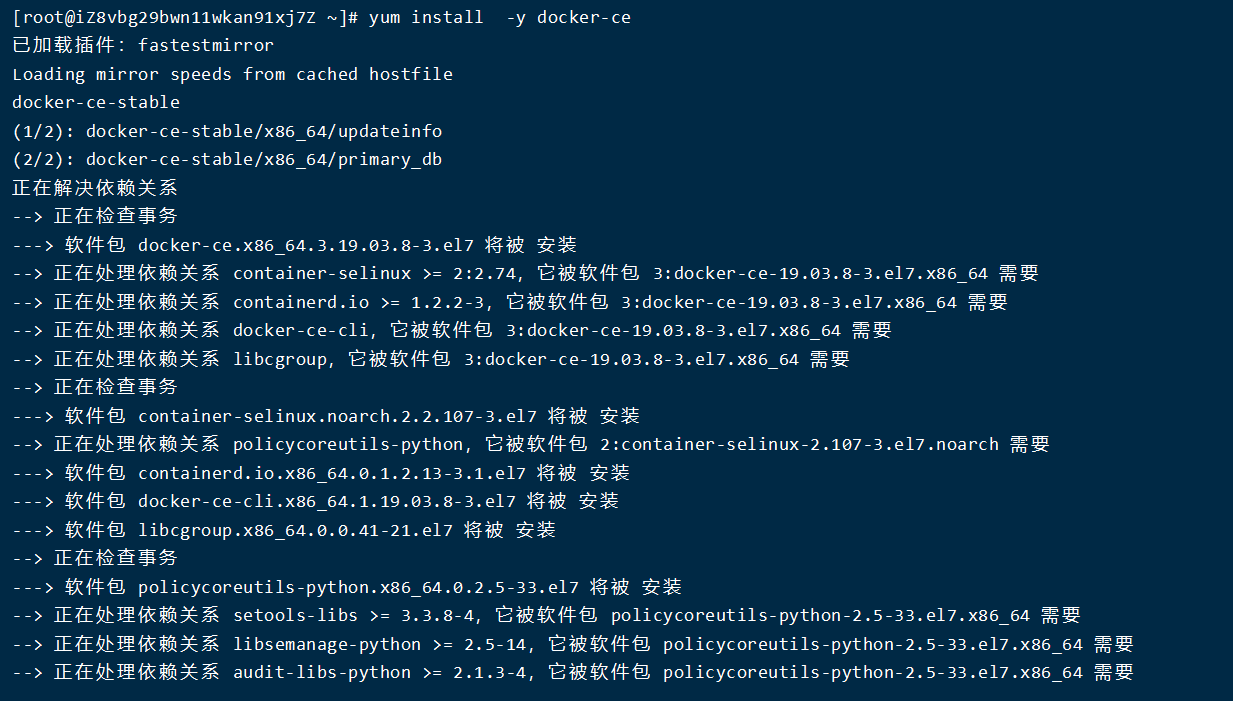 [root@iZ8vbg29bwn11wkan91xj7Z ~]# yum install  -y docker-ce
已加载插件：fastestmirror
Loading mirror speeds from cached hostfile
docker-ce-stable
(1/2): docker-ce-stable/x86_64/updateinfo
(2/2): docker-ce-stable/x86_64/primary_db
正在解决依赖关系
--> 正在检查事务
---> 软件包 docker-ce.x86_64.3.19.03.8-3.el7 将被 安装
--> 正在处理依赖关系 container-selinux >= 2:2.74，它被软件包 3:docker-ce-19.03.8-3.el7.x86_64 需要
--> 正在处理依赖关系 containerd.io >= 1.2.2-3，它被软件包 3:docker-ce-19.03.8-3.el7.x86_64 需要
--> 正在处理依赖关系 docker-ce-cli，它被软件包 3:docker-ce-19.03.8-3.el7.x86_64 需要
--> 正在处理依赖关系 libcgroup，它被软件包 3:docker-ce-19.03.8-3.el7.x86_64 需要
--> 正在检查事务
---> 软件包 container-selinux.noarch.2.2.107-3.el7 将被 安装
--> 正在处理依赖关系 policycoreutils-python，它被软件包 2:container-selinux-2.107-3.el7.noarch 需要
---> 软件包 containerd.io.x86_64.0.1.2.13-3.1.el7 将被 安装
---> 软件包 docker-ce-cli.x86_64.1.19.03.8-3.el7 将被 安装
---> 软件包 libcgroup.x86_64.0.0.41-21.el7 将被 安装
--> 正在检查事务
---> 软件包 policycoreutils-python.x86_64.0.2.5-33.el7 将被 安装
--> 正在处理依赖关系 setools-libs >= 3.3.8-4，它被软件包 policycoreutils-python-2.5-33.el7.x86_64 需要
--> 正在处理依赖关系 libsemanage-python >= 2.5-14，它被软件包 policycoreutils-python-2.5-33.el7.x86_64 需要
--> 正在处理依赖关系 audit-libs-python >= 2.1.3-4，它被软件包 policycoreutils-python-2.5-33.el7.x86_64 需要